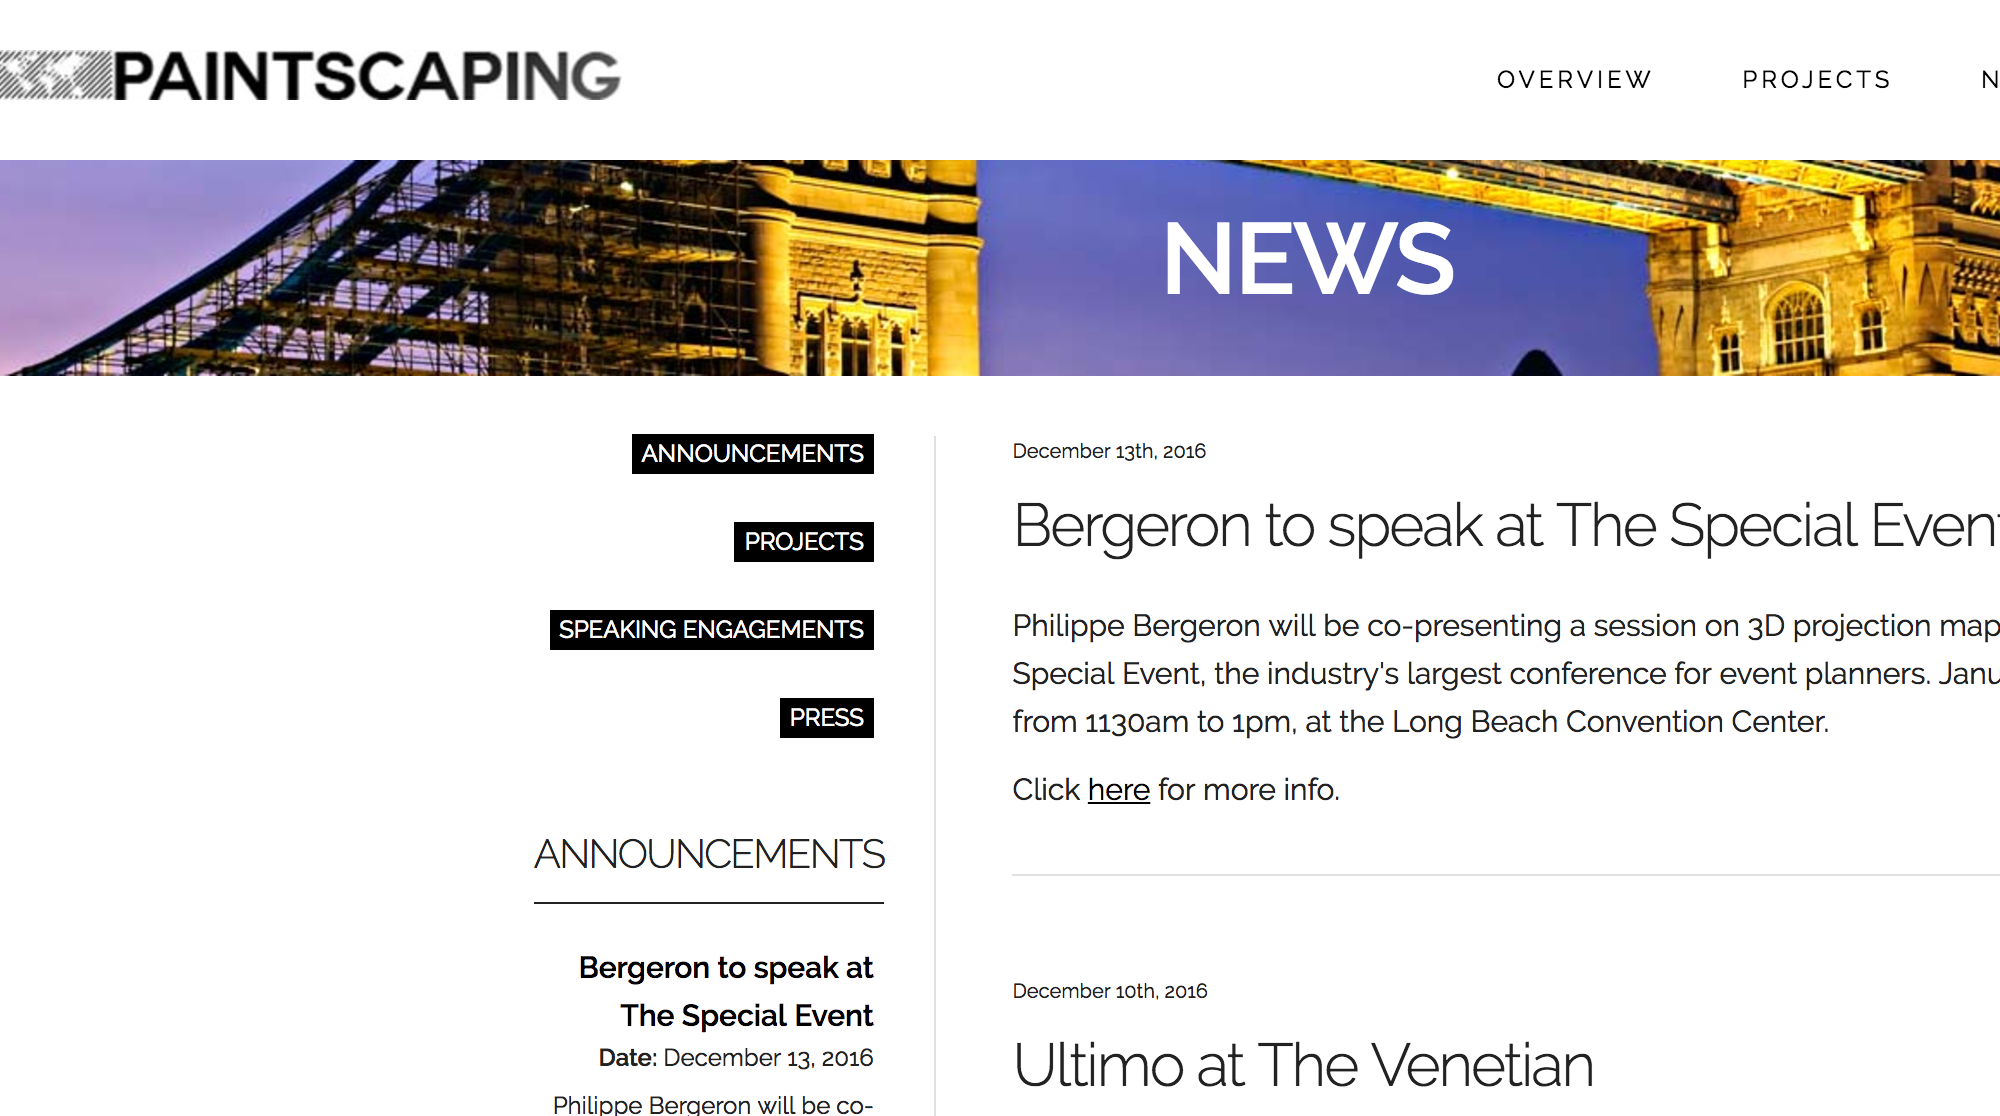 PAINTSCAPING
OVERVIEW
PROJECTS
N
NEWS
ANNOUNCEMENTS
PROJECTS
SPEAKING ENGAGEMENTS
PRESS
ANNOUNCEMENTS
Bergeron to speak at
The Special Event
Date: December 13, 2016
Philippe Bergeron will be co-
December 13th, 2016
Bergeron to speak at The Special Event
Philippe Bergeron will be co-presenting a session on 3D projection map
Special Event, the industry's largest conference for event planners. Janu
from 1130am to 1pm, at the Long Beach Convention Center.
Click here for more info.
December 10th, 2016
Ultimo at The Venetian